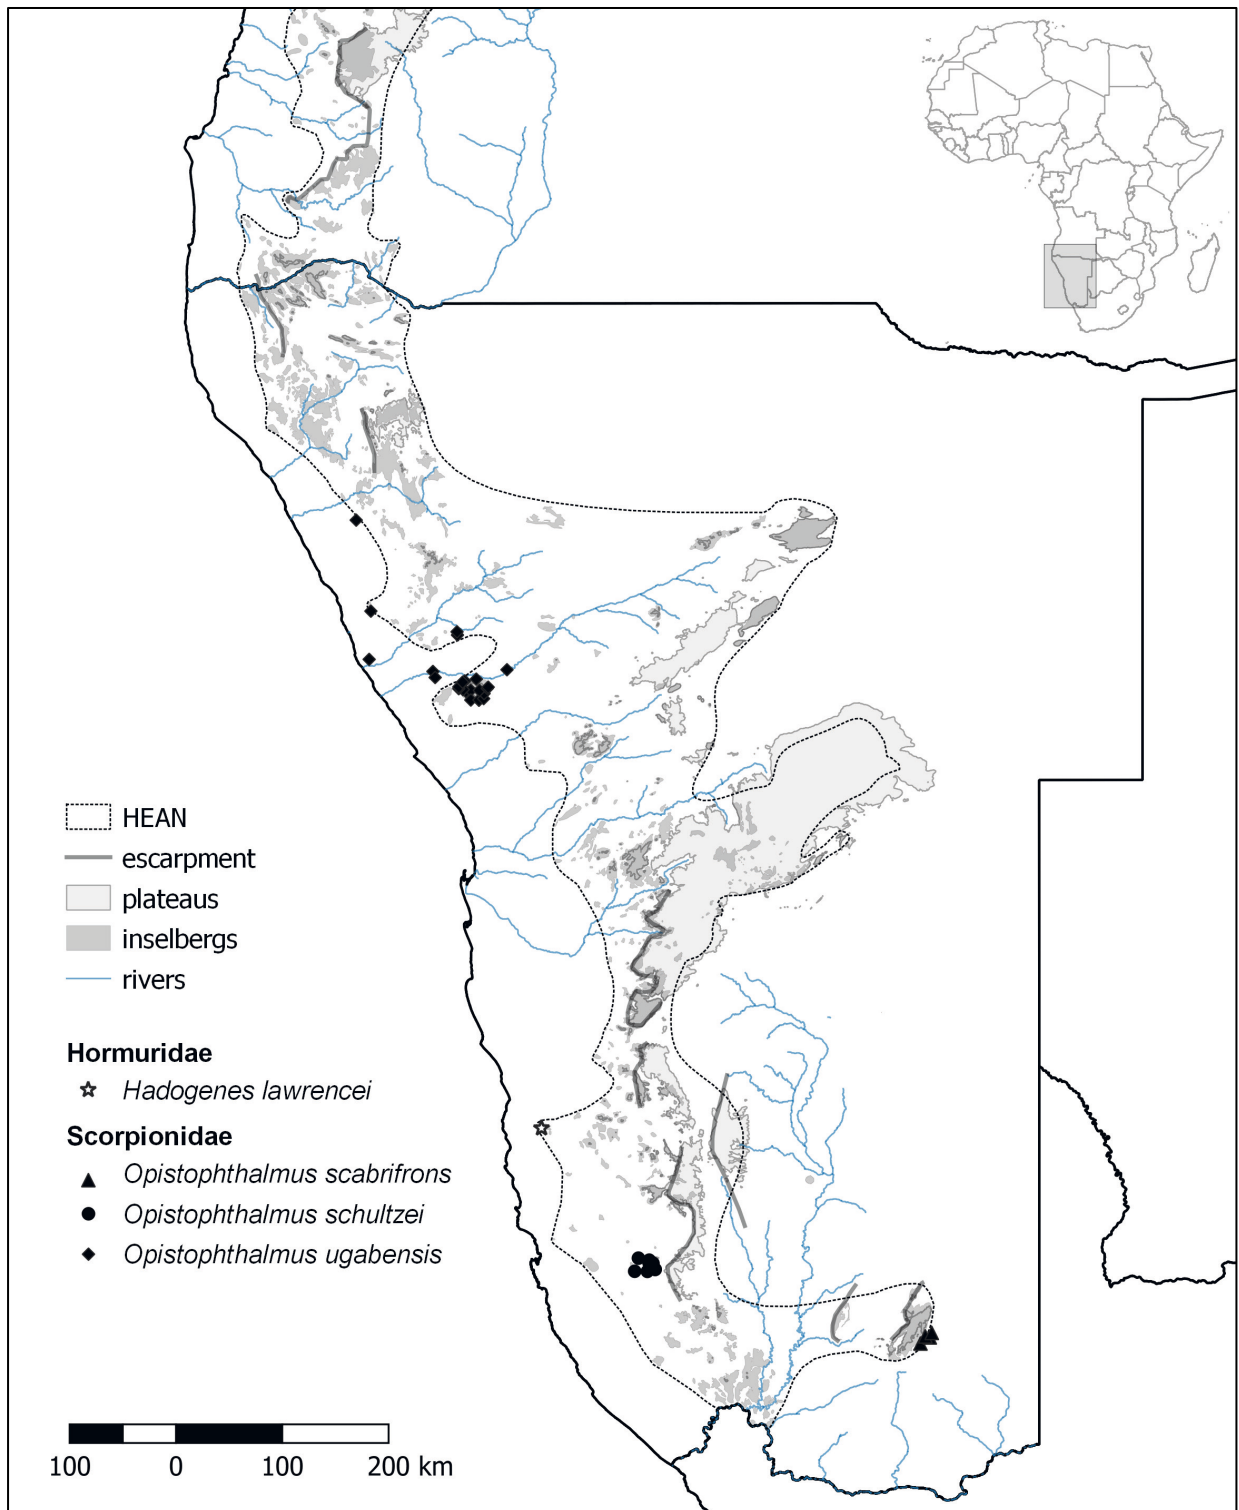 HEAN
escarpment
plateaus
inselbergs
rivers
Hormuridae
Hadogenes lawrencei
Scorpionidae
Opistophthalmus scabrifrons
Opistophthalmus schultzei
Opistophthalmus ugabensis
100 0 100 200 km